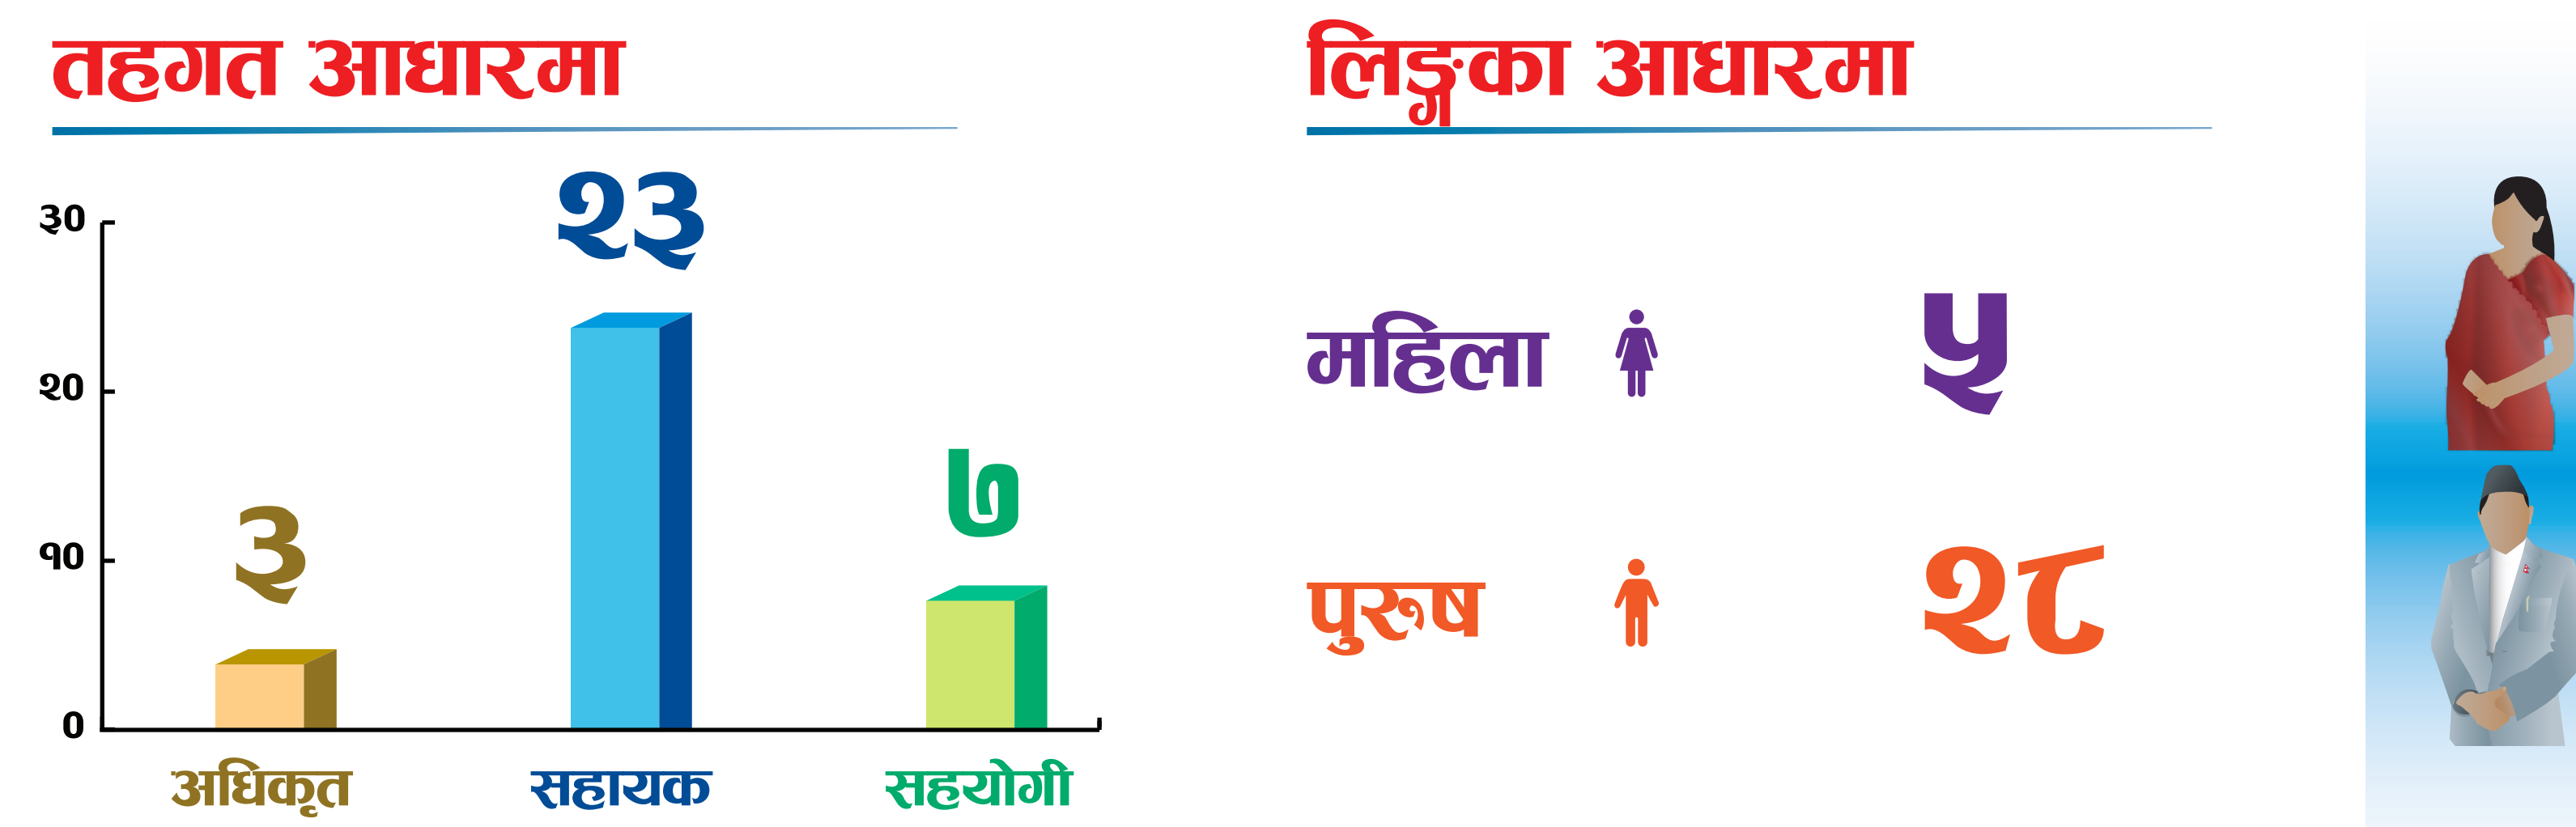 तहगत आधारमा
३०
२०
१०
०
३
२३
७
अधिकृत
सहायक
सहयोगी
लिङ्गका आधारमा
महिला ५
पुरुष २८